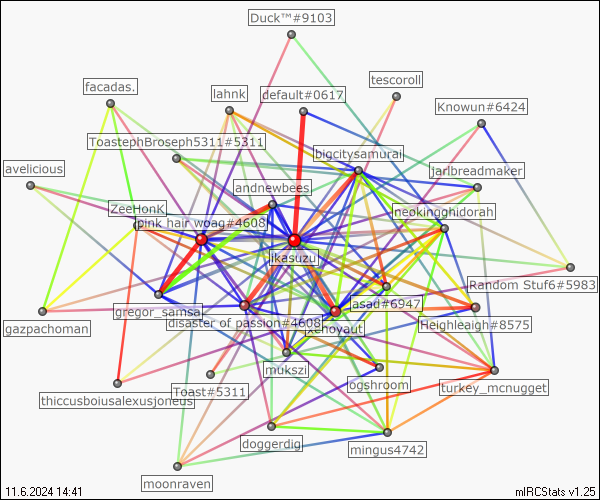 Duck™#9103
tescoroll
facadas.
lahnk
default#0617
Knowun#6424
ToastephBroseph5311#5311
bigcitysamurai
avelicious
jarlbreadmaker
andnewbees
ZeeHonK
neokingghidorah
pink hair woag#4608
ikasuzu
Random Stuf6#5983
gregor_samsa
asad#6947
gazpachoman
disaster of passion#4608
xehoyaut
Heighleaigh#8575
mukszi
thiccusboiusalexusjoneus
Toast#5311
ogshroom
turkey_mcnugget
doggerdig
mingus4742
moonraven
11.6.2024 14:41
mIRCStats v1.25